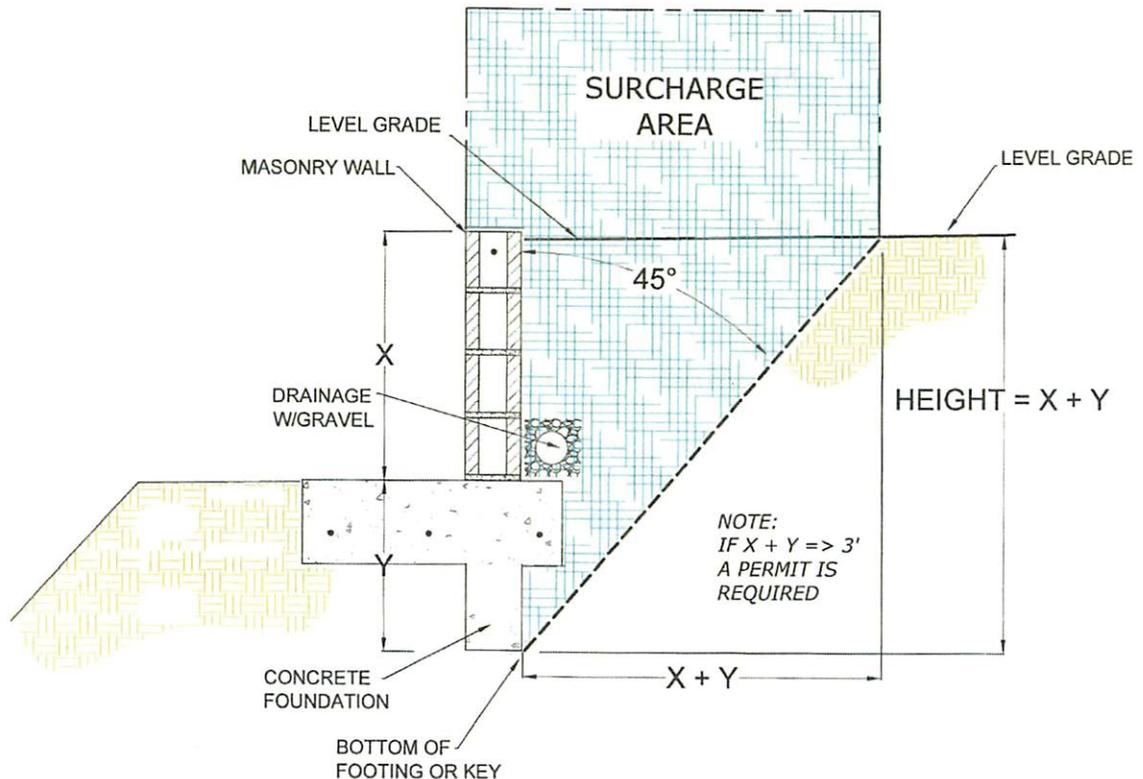 SURCHARGE
AREA
LEVEL GRADE
MASONRY WALL
LEVEL GRADE
45°
X
DRAINAGE
W/GRAVEL
HEIGHT = X + Y
Y
NOTE:
IF X + Y => 3'
A PERMIT IS
REQUIRED
CONCRETE
FOUNDATION
X + Y
BOTTOM OF
FOOTING OR KEY